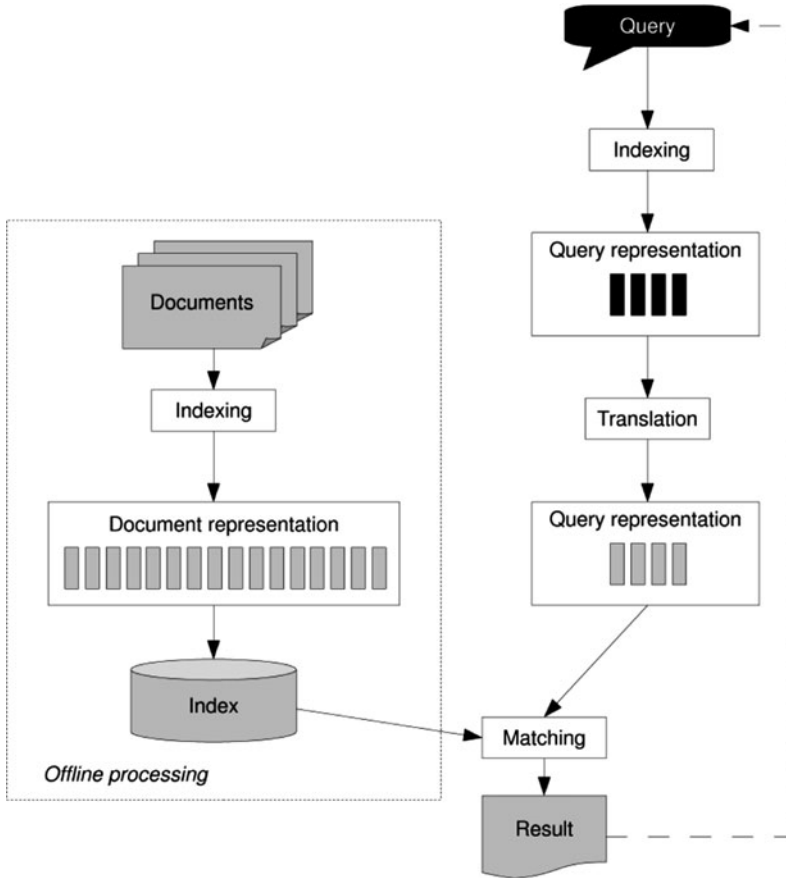 Query
Indexing
Query representation
Documents
Indexing
Translation
Document representation
Query representation
Index
Matching
Offline processing
Result